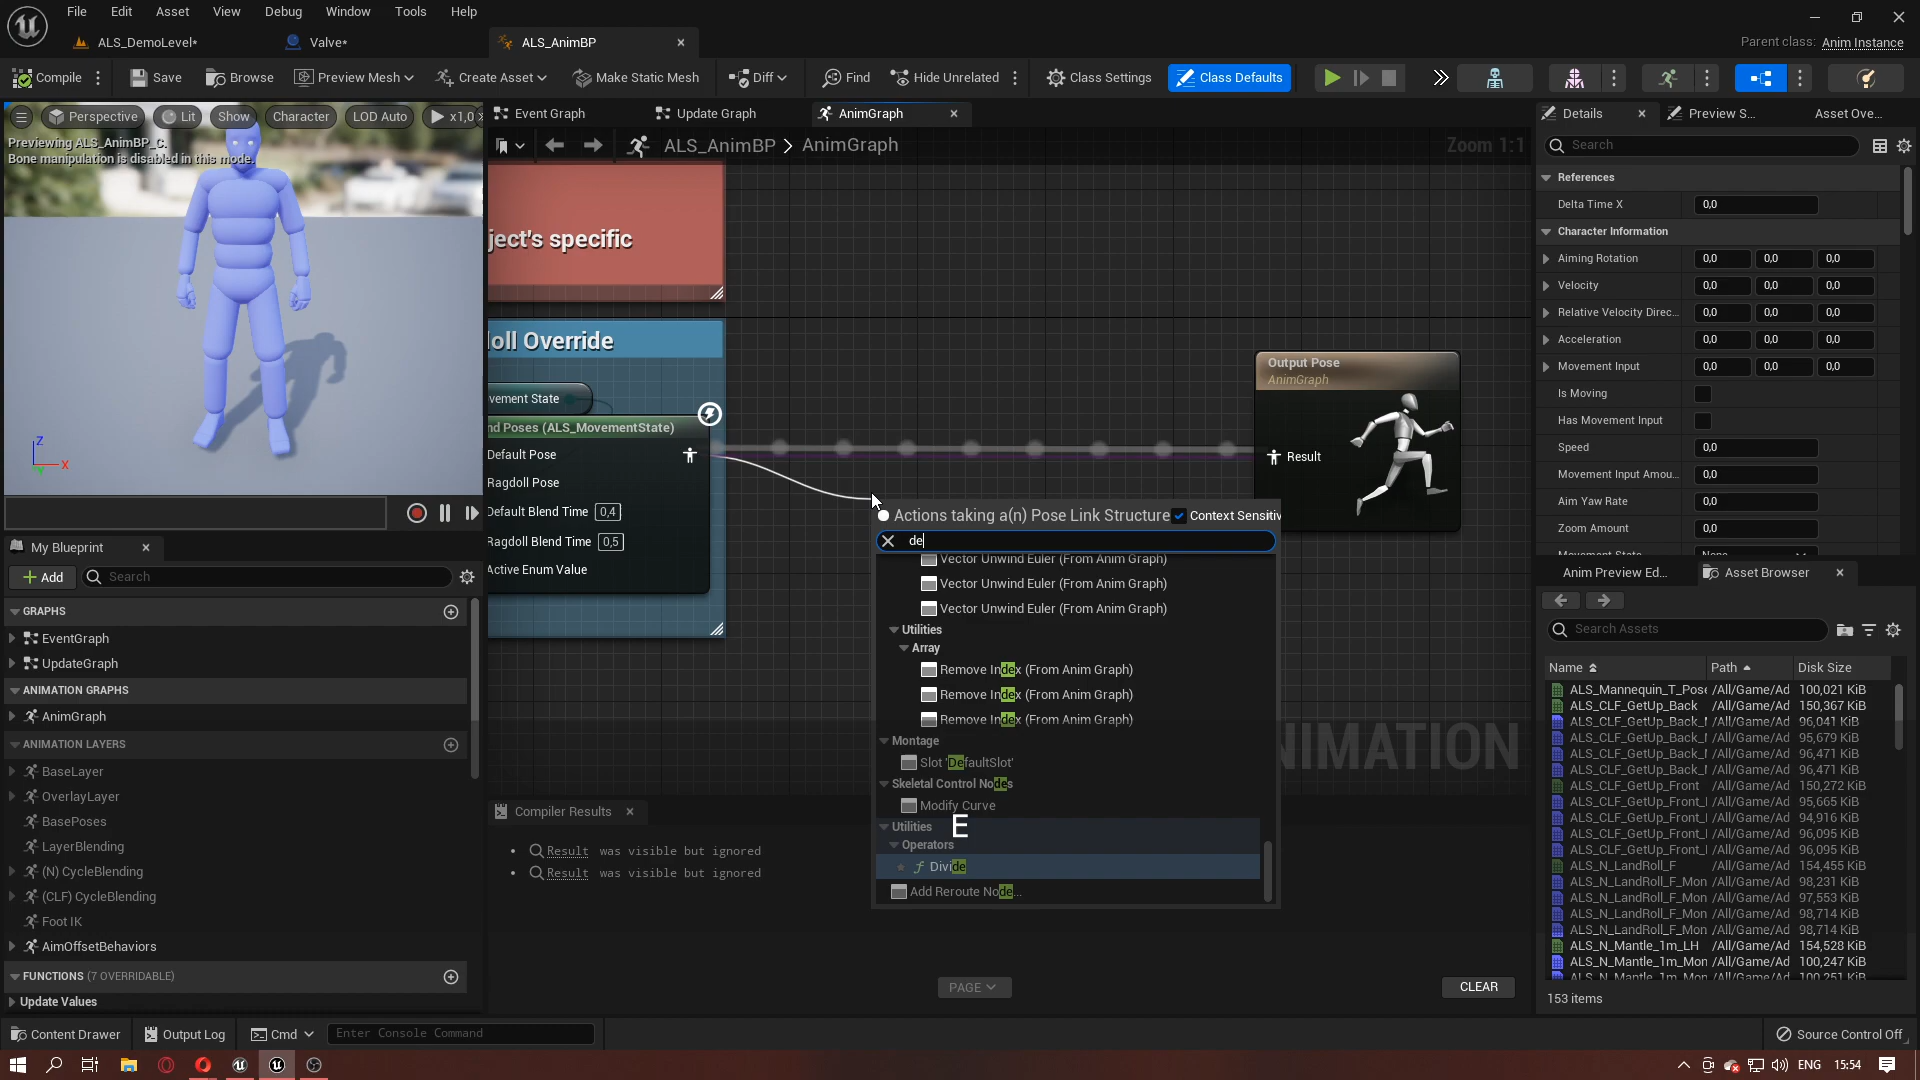 File Edit Asset View Debug Window Tools Help
ALS_DemoLevel* Valve* ALS_AnimBP
Parent class: Anim Instance
Compile Save Browse Preview Mesh Create Asset Make Static Mesh Diff Find Hide Unrelated Class Settings Class Defaults
Perspective Lit Show Character LOD Auto x1,0
Previewing ALS_AnimBP_C.
Bone manipulation is disabled in this mode.
Z
X
Event Graph Update Graph AnimGraph
ALS_AnimBP > AnimGraph
Zoom 1:1
ject's specific
oll Override
vement State
nd Poses (ALS_MovementState)
Default Pose
Ragdoll Pose
Default Blend Time 0,4
Ragdoll Blend Time 0,5
Active Enum Value
Output Pose
AnimGraph
Result
Actions taking a(n) Pose Link Structure Context Sensitiv
de
Vector Unwind Euler (From Anim Graph)
Vector Unwind Euler (From Anim Graph)
Vector Unwind Euler (From Anim Graph)
Utilities
Array
Remove Index (From Anim Graph)
Remove Index (From Anim Graph)
Remove Index (From Anim Graph)
Montage
Slot 'DefaultSlot'
Skeletal Control Nodes
Modify Curve
Utilities
Operators
Divide
Add Reroute Node...
E
NIMATION
Compiler Results
Result was visible but ignored
Result was visible but ignored
PAGE
CLEAR
My Blueprint
Add
Search
GRAPHS
EventGraph
UpdateGraph
ANIMATION GRAPHS
AnimGraph
ANIMATION LAYERS
BaseLayer
OverlayLayer
BasePoses
LayerBlending
(N) CycleBlending
(CLF) CycleBlending
Foot IK
AimOffsetBehaviors
FUNCTIONS (7 OVERRIDABLE)
Update Values
Details Preview S... Asset Ove...
Search
References
Delta Time X 0,0
Character Information
Aiming Rotation 0,0 0,0 0,0
Velocity 0,0 0,0 0,0
Relative Velocity Direc... 0,0 0,0 0,0
Acceleration 0,0 0,0 0,0
Movement Input 0,0 0,0 0,0
Is Moving
Has Movement Input
Speed 0,0
Movement Input Amou... 0,0
Aim Yaw Rate 0,0
Zoom Amount 0,0
Movement State None
Anim Preview Ed... Asset Browser
Search Assets
Name Path Disk Size
ALS_Mannequin_T_Pose /All/Game/Ad 100,021 KiB
ALS_CLF_GetUp_Back /All/Game/Ad 150,367 KiB
ALS_CLF_GetUp_Back_ /All/Game/Ad 96,041 KiB
ALS_CLF_GetUp_Back_ /All/Game/Ad 95,679 KiB
ALS_CLF_GetUp_Back_ /All/Game/Ad 96,471 KiB
ALS_CLF_GetUp_Back_ /All/Game/Ad 96,471 KiB
ALS_CLF_GetUp_Front /All/Game/Ad 150,272 KiB
ALS_CLF_GetUp_Front_ /All/Game/Ad 95,665 KiB
ALS_CLF_GetUp_Front_ /All/Game/Ad 94,916 KiB
ALS_CLF_GetUp_Front_ /All/Game/Ad 96,095 KiB
ALS_CLF_GetUp_Front_ /All/Game/Ad 96,095 KiB
ALS_N_LandRoll_F /All/Game/Ad 154,455 KiB
ALS_N_LandRoll_F_Mon /All/Game/Ad 98,231 KiB
ALS_N_LandRoll_F_Mon /All/Game/Ad 97,553 KiB
ALS_N_LandRoll_F_Mon /All/Game/Ad 98,714 KiB
ALS_N_LandRoll_F_Mon /All/Game/Ad 98,714 KiB
ALS_N_Mantle_1m_LH /All/Game/Ad 154,528 KiB
ALS_N_Mantle_1m_Mon /All/Game/Ad 100,247 KiB
ALS_N_Mantle_1m_Mon /All/Game/Ad 100,251 KiB
153 items
Content Drawer Output Log Cmd Enter Console Command Source Control Off
ENG 15:54